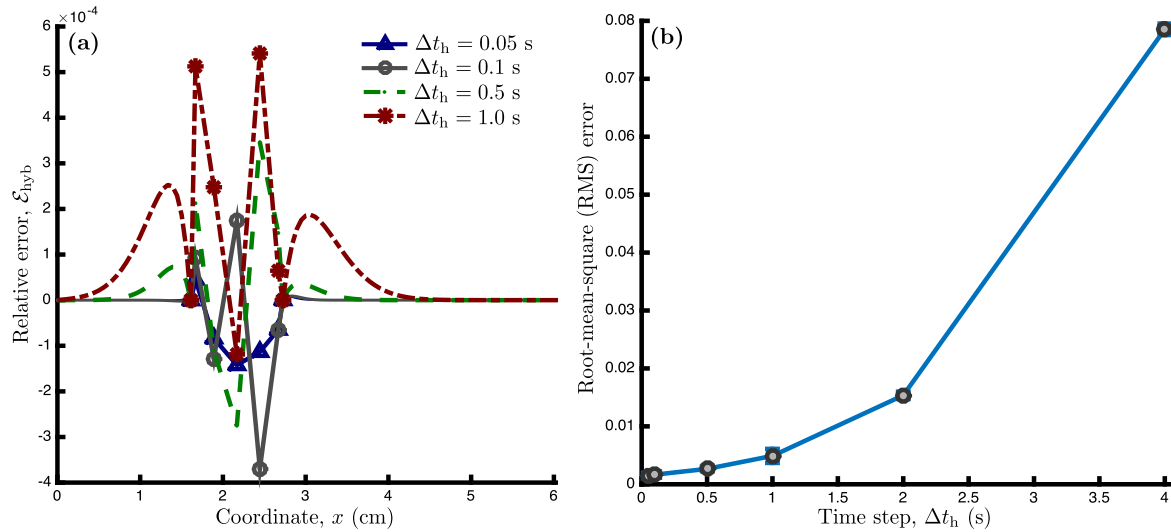 ×10⁻⁴
(a)
6
5
4
3
2
1
0
-1
-2
-3
-4
Relative error, ℰ_hyb
Δt_h = 0.05 s
Δt_h = 0.1 s
Δt_h = 0.5 s
Δt_h = 1.0 s
0 1 2 3 4 5 6
Coordinate, x (cm)
(b)
0.08
0.07
0.06
0.05
0.04
0.03
0.02
0.01
0
Root-mean-square (RMS) error
0 0.5 1 1.5 2 2.5 3 3.5 4
Time step, Δt_h (s)